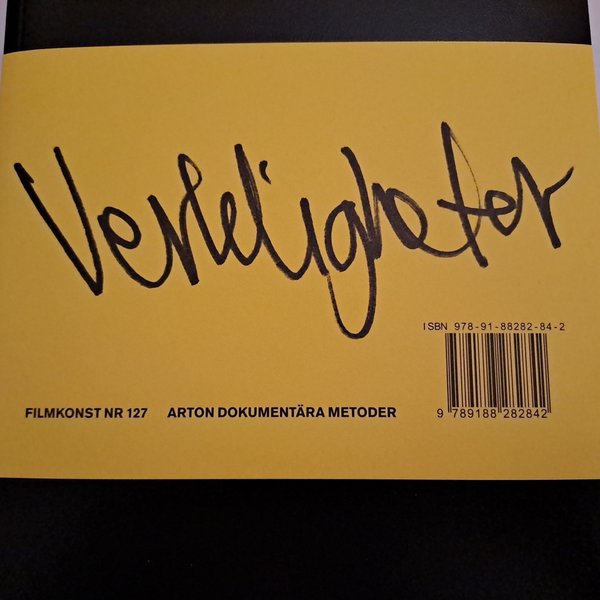 Verkligheter
ISBN 978-91-88282-84-2
9 789188 282842
FILMKONST NR 127 ARTON DOKUMENTÄRA METODER